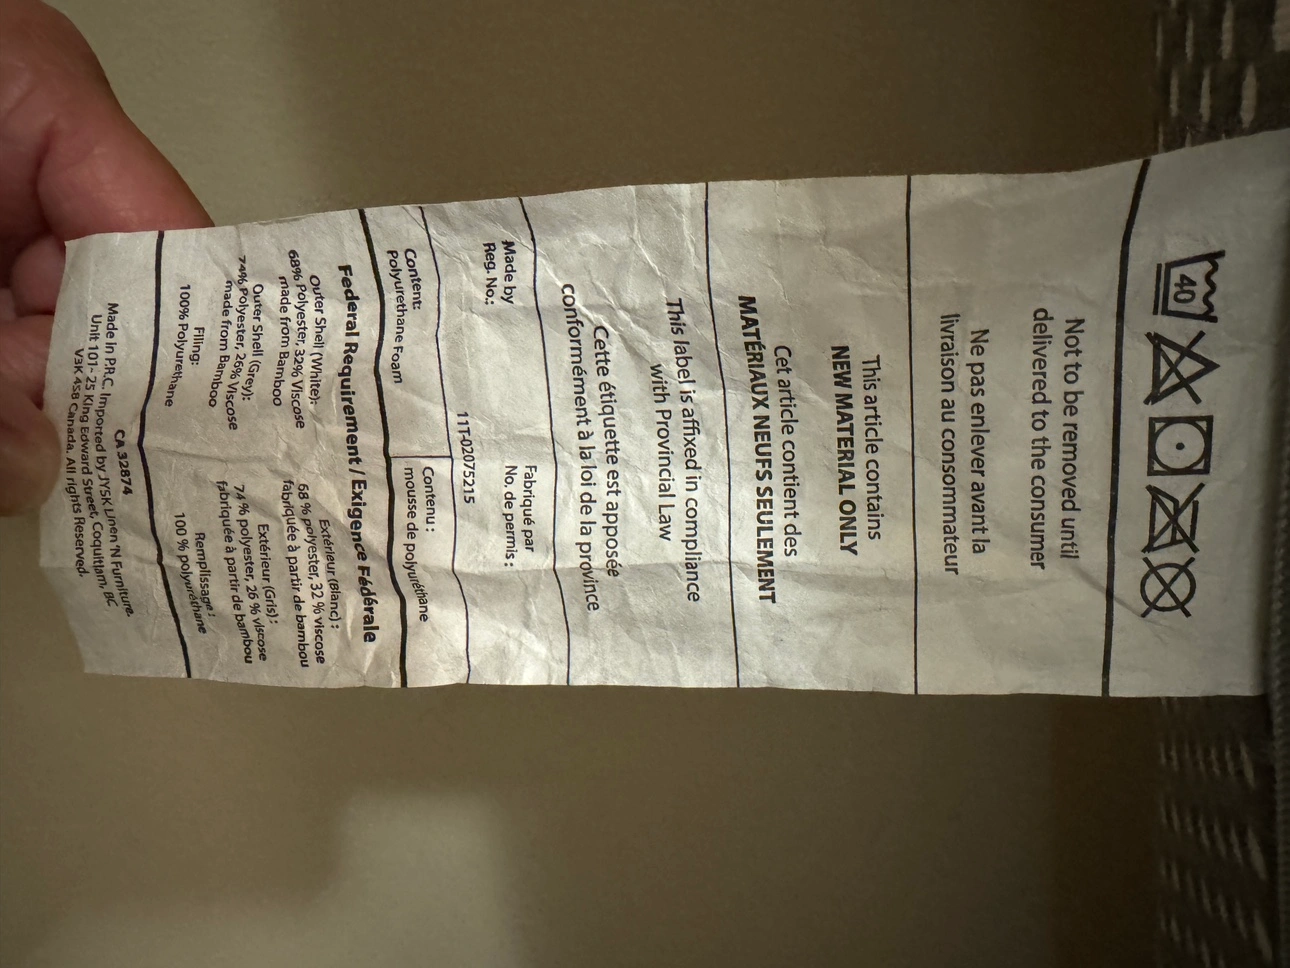 40
Not to be removed until
delivered to the consumer
Ne pas enlever avant la
livraison au consommateur
This article contains
NEW MATERIAL ONLY
Cet article contient des
MATÉRIAUX NEUFS SEULEMENT
This label is affixed in compliance
with Provincial Law
Cette étiquette est apposée
conformément à la loi de la province
Made by
Reg. No.:
Fabriqué par
No. de permis :
11T-02075215
Content:
Polyurethane Foam
Contenu :
mousse de polyuréthane
Federal Requirement / Exigence Fédérale
Outer Shell (White):
68% Polyester, 32% Viscose
made from Bamboo
Outer Shell (Grey):
74% Polyester, 26% Viscose
made from Bamboo
Filling:
100% Polyurethane
Extérieur (Blanc) :
68 % polyester, 32 % viscose
fabriquée à partir de bambou
Extérieur (Gris) :
74 % polyester, 26 % viscose
fabriquée à partir de bambou
Remplissage :
100 % polyuréthane
CA 32874
Made in P.R.C. Imported by JYSK Linen 'N Furniture.
Unit 101- 25 King Edward Street, Coquitlam, BC
V3K 4S8 Canada. All rights Reserved.